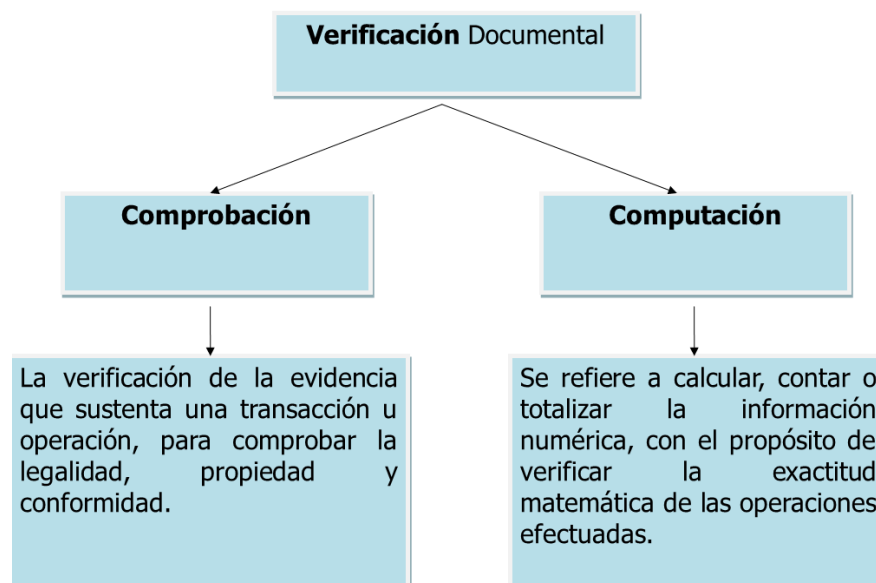 Verificación Documental
Comprobación
Computación
La verificación de la evidencia
que sustenta una transacción u
operación, para comprobar la
legalidad, propiedad y
conformidad.
Se refiere a calcular, contar o
totalizar la información
numérica, con el propósito de
verificar la exactitud
matemática de las operaciones
efectuadas.